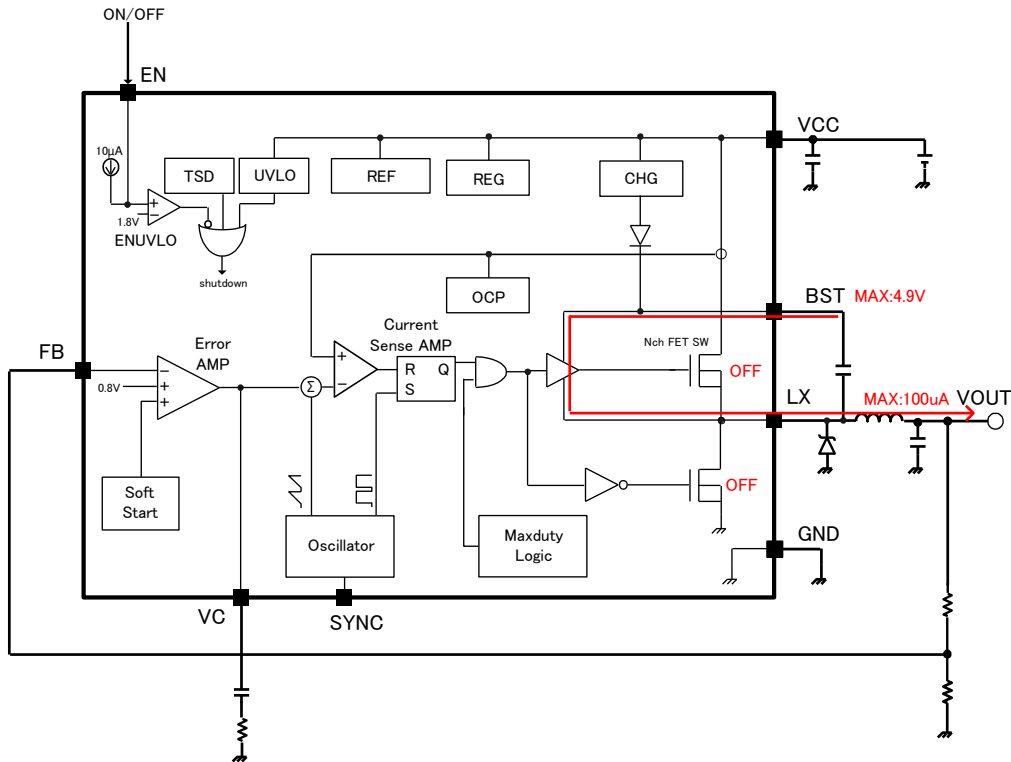 ON/OFF
EN
VCC
10μA
TSD
UVLO
REF
REG
CHG
+
−
1.8V
ENUVLO
shutdown
OCP
BST
MAX:4.9V
Current
Sense AMP
Nch FET SW
FB
Error
AMP
−
+
+
0.8V
Σ
+
−
R
Q
S
OFF
LX
MAX:100uA
VOUT
Soft
Start
OFF
Oscillator
Maxduty
Logic
GND
VC
SYNC